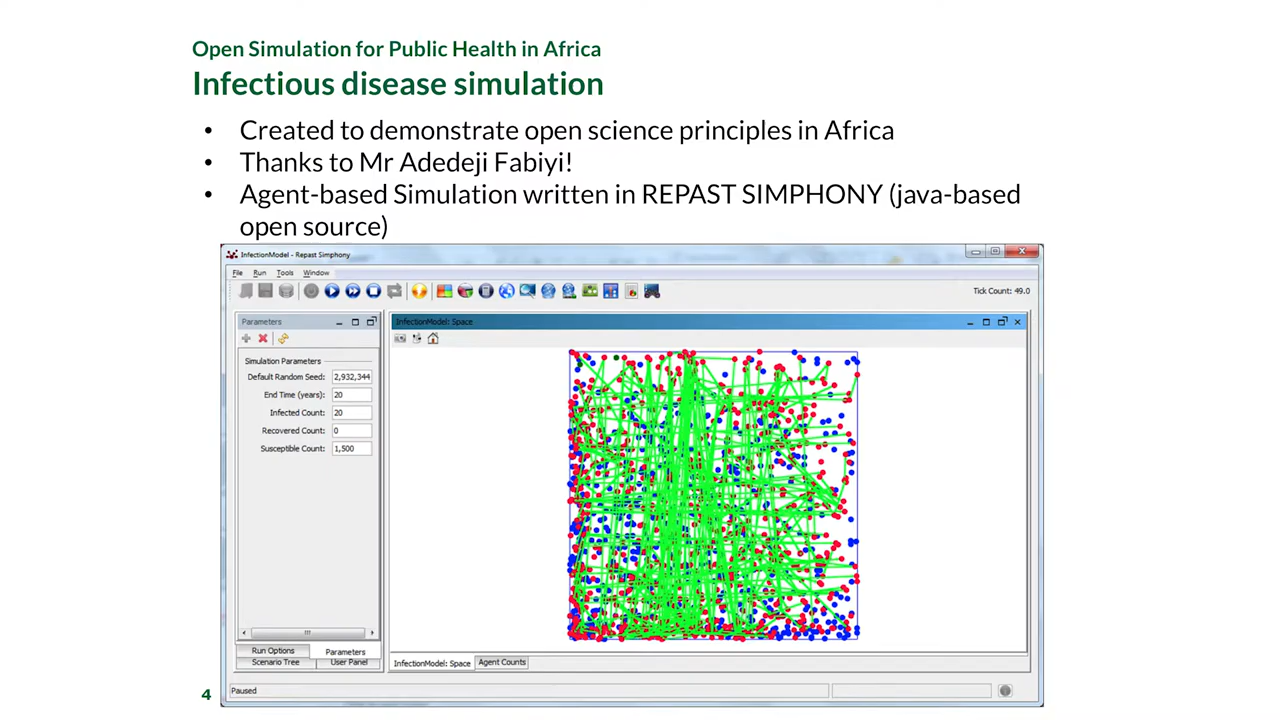 Open Simulation for Public Health in Africa
Infectious disease simulation
• Created to demonstrate open science principles in Africa
• Thanks to Mr Adedeji Fabiyi!
• Agent-based Simulation written in REPAST SIMPHONY (java-based
open source)
InfectionModel - Repast Simphony
File Run Tools Window
Tick Count: 49.0
Parameters
InfectionModel: Space
Simulation Parameters
Default Random Seed: 2,932,344
End Time (years): 20
Infected Count: 20
Recovered Count: 0
Susceptible Count: 1,500
Run Options Parameters
Scenario Tree User Panel
InfectionModel: Space Agent Counts
4
Paused